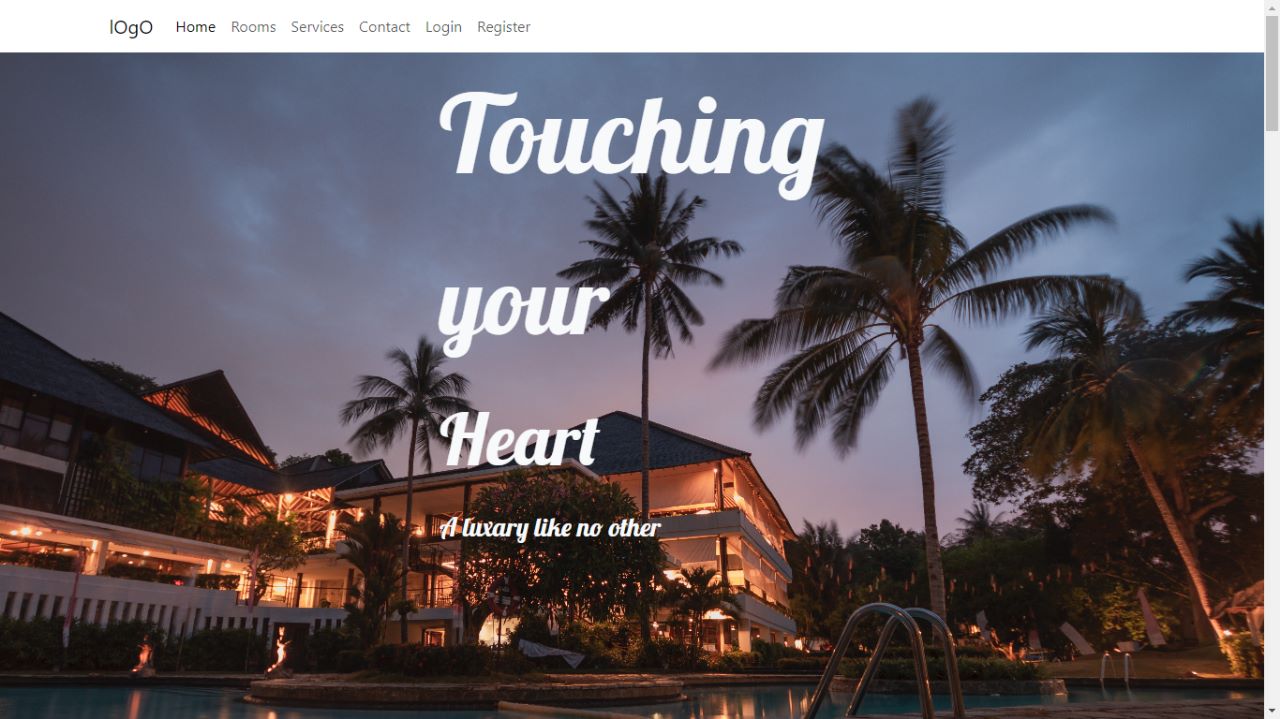 lOgO Home Rooms Services Contact Login Register
Touching
your
Heart
A luxary like no other